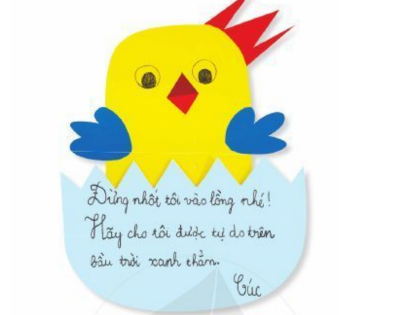 Đừng nhốt tôi vào lồng nhé!
Hãy cho tôi được tự do trên
bầu trời xanh thẳm.
Cúc